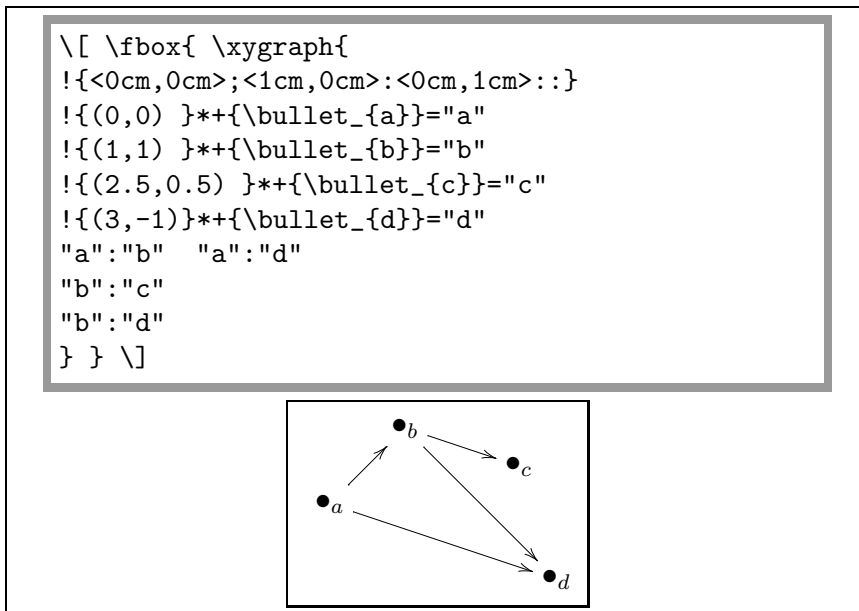 \[ \fbox{ \xygraph{
!{<0cm,0cm>;<1cm,0cm>:<0cm,1cm>::}
!{(0,0) }*+{\bullet_{a}}="a"
!{(1,1) }*+{\bullet_{b}}="b"
!{(2.5,0.5) }*+{\bullet_{c}}="c"
!{(3,-1)}*+{\bullet_{d}}="d"
"a":"b"  "a":"d"
"b":"c"
"b":"d"
} } \]
b
c
a
d